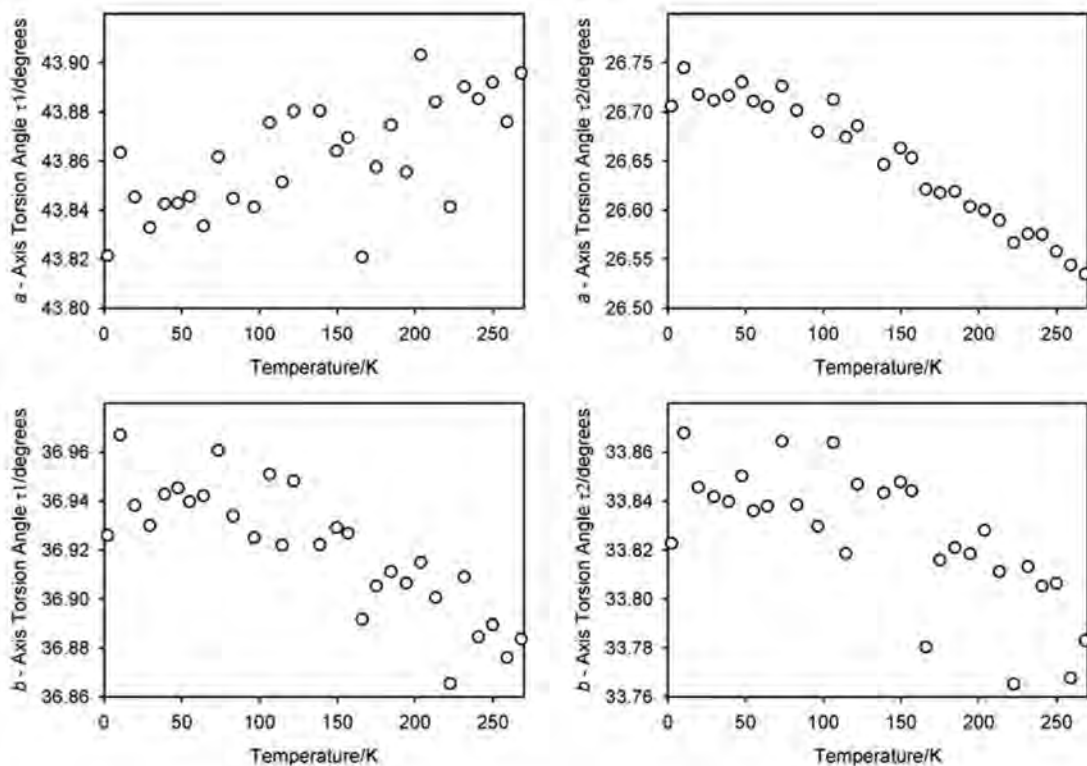 a - Axis Torsion Angle τ1/degrees
43.90
43.88
43.86
43.84
43.82
43.80
0 50 100 150 200 250
Temperature/K
a - Axis Torsion Angle τ2/degrees
26.75
26.70
26.65
26.60
26.55
26.50
0 50 100 150 200 250
Temperature/K
b - Axis Torsion Angle τ1/degrees
36.96
36.94
36.92
36.90
36.88
36.86
0 50 100 150 200 250
Temperature/K
b - Axis Torsion Angle τ2/degrees
33.86
33.84
33.82
33.80
33.78
33.76
0 50 100 150 200 250
Temperature/K